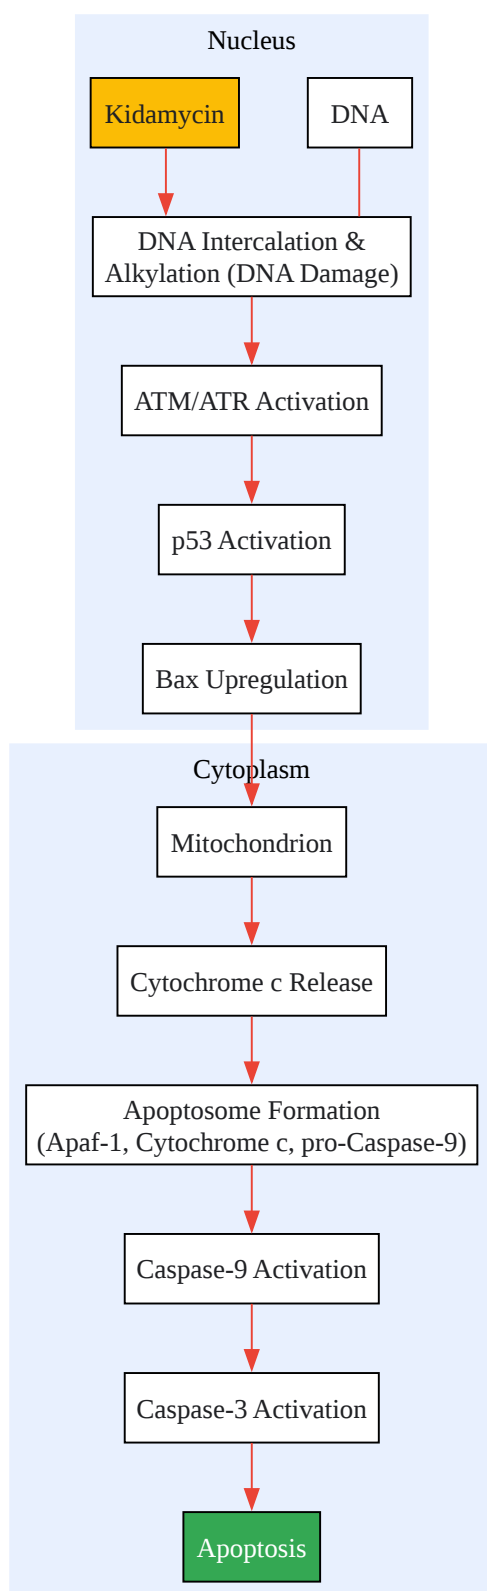 Nucleus
Kidamycin
DNA
DNA Intercalation &
Alkylation (DNA Damage)
ATM/ATR Activation
p53 Activation
Bax Upregulation
Cytoplasm
Mitochondrion
Cytochrome c Release
Apoptosome Formation
(Apaf-1, Cytochrome c, pro-Caspase-9)
Caspase-9 Activation
Caspase-3 Activation
Apoptosis